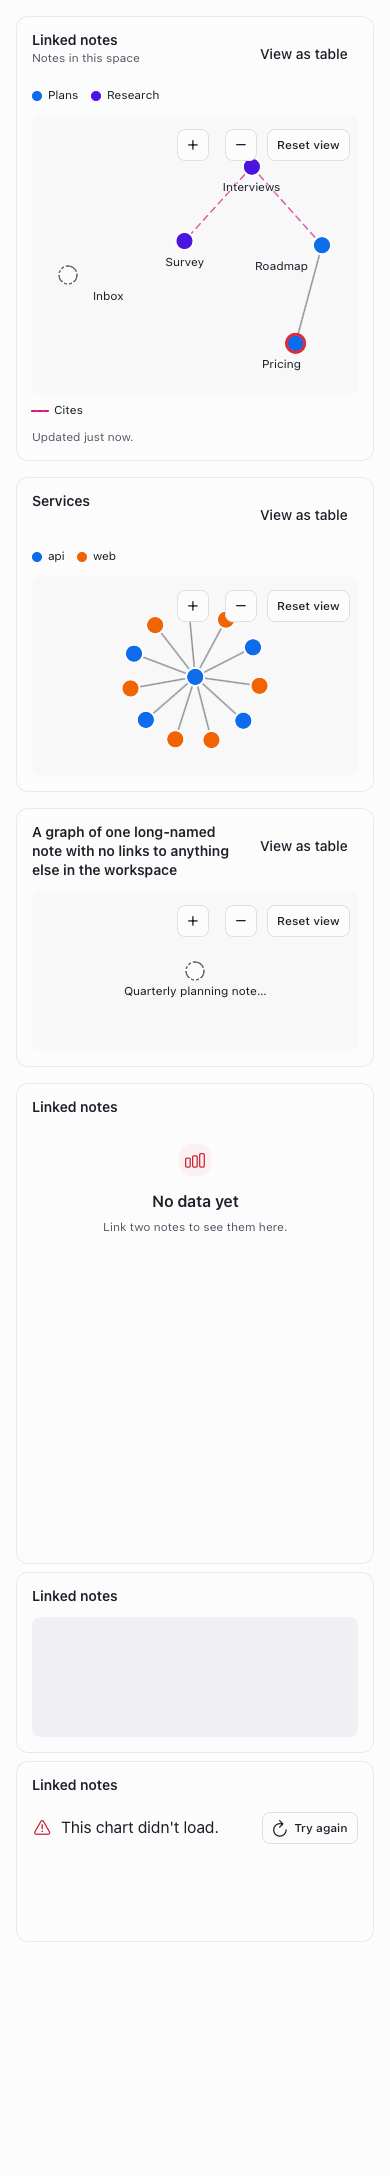 Linked notes
Notes in this space
View as table
Plans
Research
+
−
Reset view
Interviews
Survey
Roadmap
Inbox
Pricing
Cites
Updated just now.
Services
View as table
api
web
+
−
Reset view
A graph of one long-named
note with no links to anything
else in the workspace
View as table
+
−
Reset view
Quarterly planning note…
Linked notes
No data yet
Link two notes to see them here.
Linked notes
Linked notes
This chart didn't load.
Try again